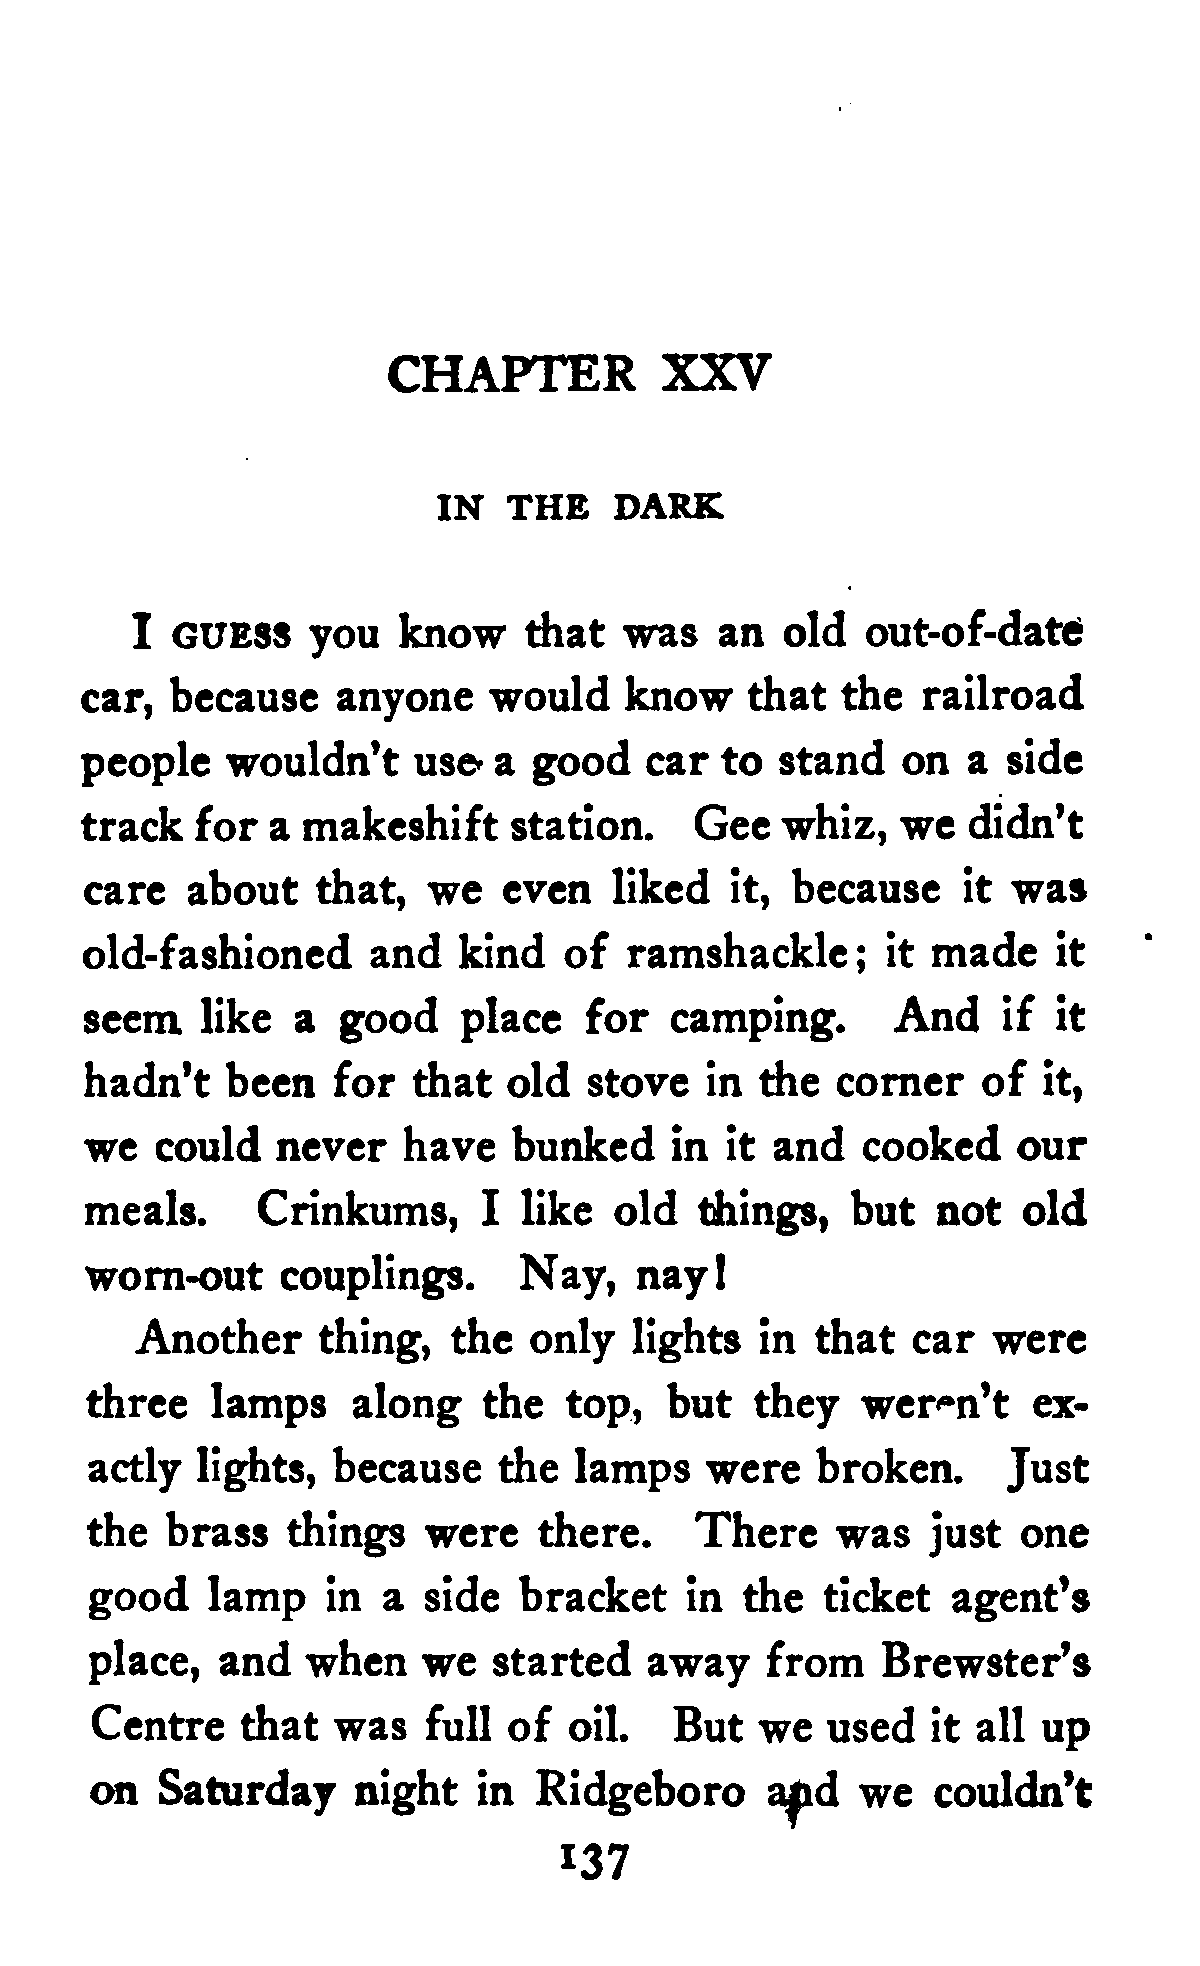 CHAPTER XXV
IN THE DARK
I GUESS you know that was an old out-of-date
car, because anyone would know that the railroad
people wouldn't use a good car to stand on a side
track for a makeshift station. Gee whiz, we didn't
care about that, we even liked it, because it was
old-fashioned and kind of ramshackle; it made it
seem like a good place for camping. And if it
hadn't been for that old stove in the corner of it,
we could never have bunked in it and cooked our
meals. Crinkums, I like old things, but not old
worn-out couplings. Nay, nay!
Another thing, the only lights in that car were
three lamps along the top, but they weren't ex-
actly lights, because the lamps were broken. Just
the brass things were there. There was just one
good lamp in a side bracket in the ticket agent's
place, and when we started away from Brewster's
Centre that was full of oil. But we used it all up
on Saturday night in Ridgeboro and we couldn't
137